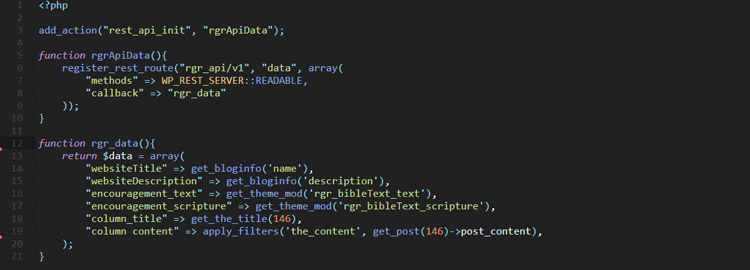 1 <?php
2
3 add_action("rest_api_init", "rgrApiData");
4
5 function rgrApiData(){
6 register_rest_route("rgr_api/v1", "data", array(
7 "methods" => WP_REST_SERVER::READABLE,
8 "callback" => "rgr_data"
9 ));
10 }
11
12 function rgr_data(){
13 return $data = array(
14 "websiteTitle" => get_bloginfo('name'),
15 "websiteDescription" => get_bloginfo('description'),
16 "encouragement_text" => get_theme_mod('rgr_bibleText_text'),
17 "encouragement_scripture" => get_theme_mod('rgr_bibleText_scripture'),
18 "column_title" => get_the_title(146),
19 "column content" => apply_filters('the_content', get_post(146)->post_content),
20 );
21 }